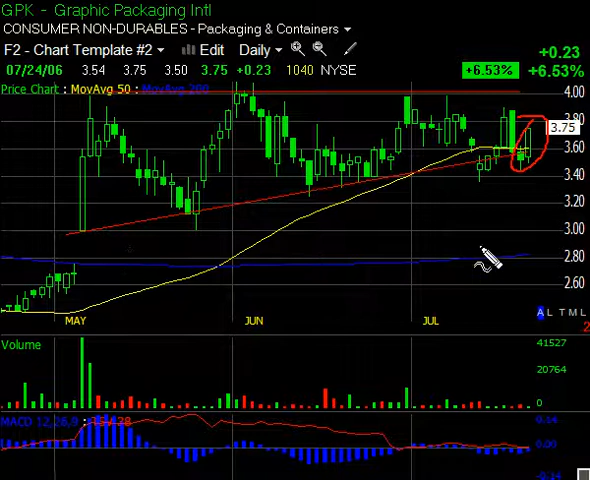 GPK - Graphic Packaging Intl
CONSUMER NON-DURABLES - Packaging & Containers
F2 - Chart Template #2 Edit Daily +0.23
07/24/06 3.54 3.75 3.50 3.75 +0.23 1040 NYSE +6.53% +6.53%
Price Chart : MovAvg 50 : MovAvg 200
4.00
3.80
3.75
3.60
3.40
3.20
3.00
2.80
2.60
A L T M L
MAY JUN JUL
2
Volume
41527
20764
MACD 12,26,9
0.14
0.00
-0.14